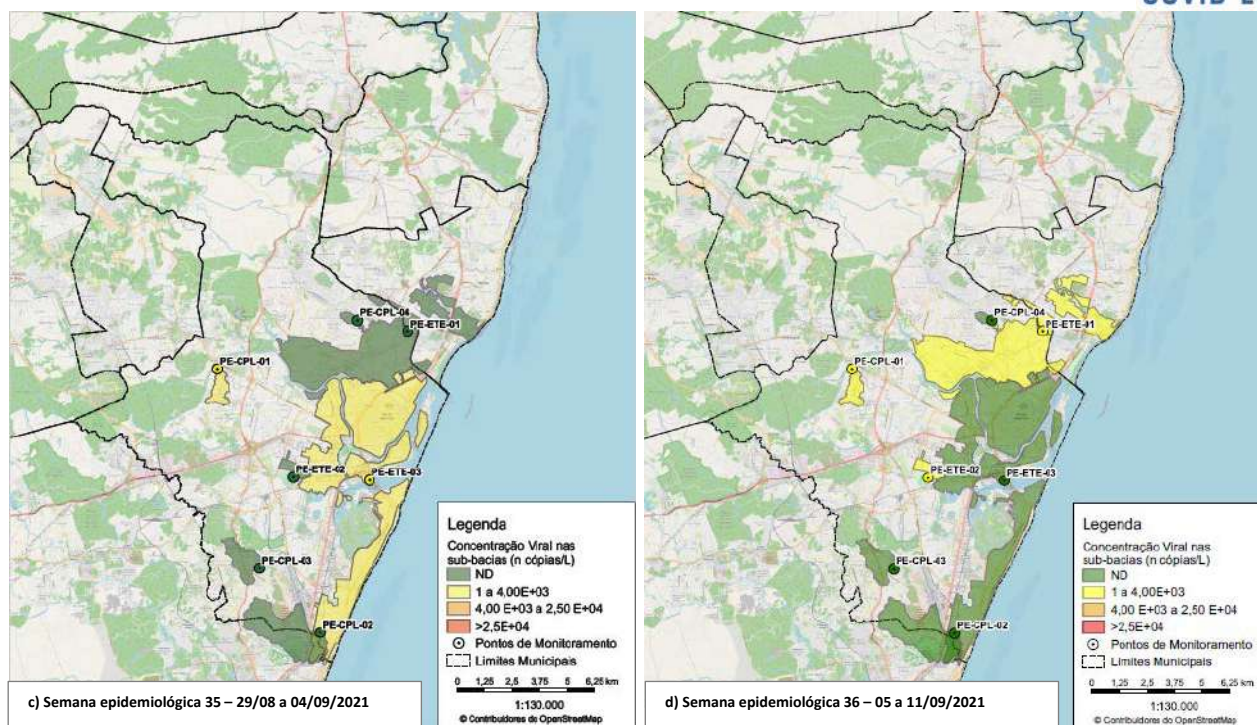 PE-CPL-04
PE-ETE-01
PE-CPL-01
PE-ETE-02
PE-ETE-03
PE-CPL-03
PE-CPL-02
Legenda
Concentração Viral nas
sub-bacias (n cópias/L)
ND
1 a 4,00E+03
4,00 E+03 a 2,50 E+04
>2,5E+04
Pontos de Monitoramento
Limites Municipais
0 1,25 2,5 3,75 5 6,25 km
1:130.000
© Contribuidores do OpenStreetMap
c) Semana epidemiológica 35 – 29/08 a 04/09/2021
PE-CPL-04
PE-ETE-01
PE-CPL-01
PE-ETE-02
PE-ETE-03
PE-CPL-03
PE-CPL-02
Legenda
Concentração Viral nas
sub-bacias (n cópias/L)
ND
1 a 4,00E+03
4,00 E+03 a 2,50 E+04
>2,5E+04
Pontos de Monitoramento
Limites Municipais
0 1,25 2,5 3,75 5 6,25 km
1:130.000
© Contribuidores do OpenStreetMap
d) Semana epidemiológica 36 – 05 a 11/09/2021